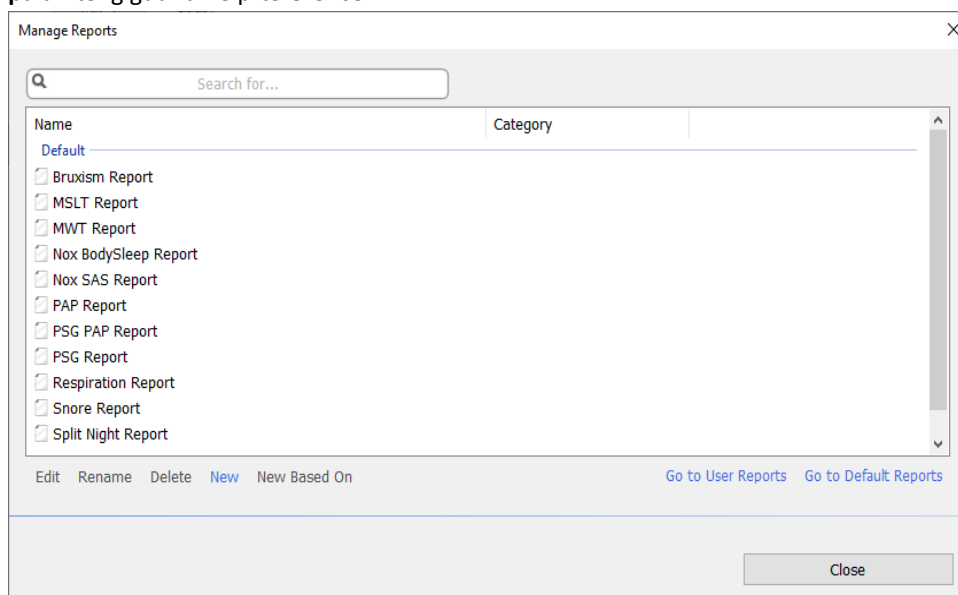 Manage Reports
Search for...
Name Category
Default
Bruxism Report
MSLT Report
MWT Report
Nox BodySleep Report
Nox SAS Report
PAP Report
PSG PAP Report
PSG Report
Respiration Report
Snore Report
Split Night Report
Edit Rename Delete New New Based On Go to User Reports Go to Default Reports
Close